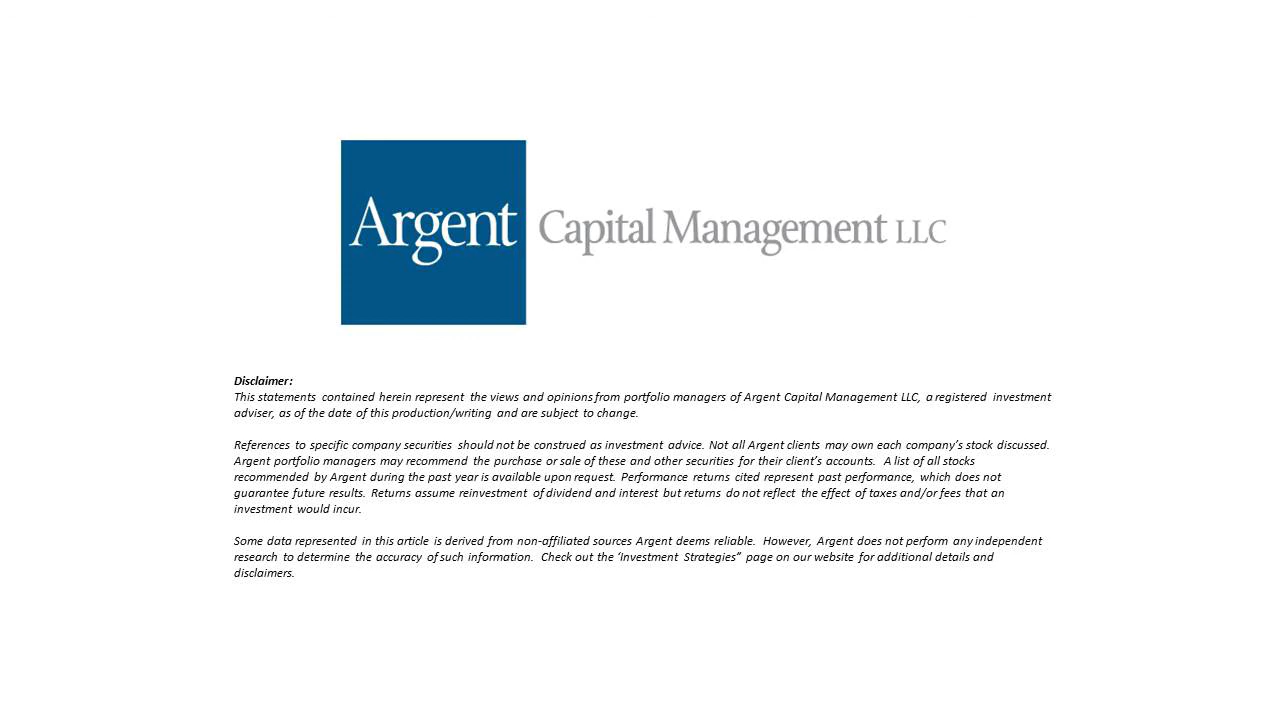 Argent Capital Management LLC
Disclaimer:
This statements contained herein represent the views and opinions from portfolio managers of Argent Capital Management LLC, a registered investment
adviser, as of the date of this production/writing and are subject to change.
References to specific company securities should not be construed as investment advice. Not all Argent clients may own each company’s stock discussed.
Argent portfolio managers may recommend the purchase or sale of these and other securities for their client’s accounts. A list of all stocks
recommended by Argent during the past year is available upon request. Performance returns cited represent past performance, which does not
guarantee future results. Returns assume reinvestment of dividend and interest but returns do not reflect the effect of taxes and/or fees that an
investment would incur.
Some data represented in this article is derived from non-affiliated sources Argent deems reliable. However, Argent does not perform any independent
research to determine the accuracy of such information. Check out the ‘Investment Strategies” page on our website for additional details and
disclaimers.